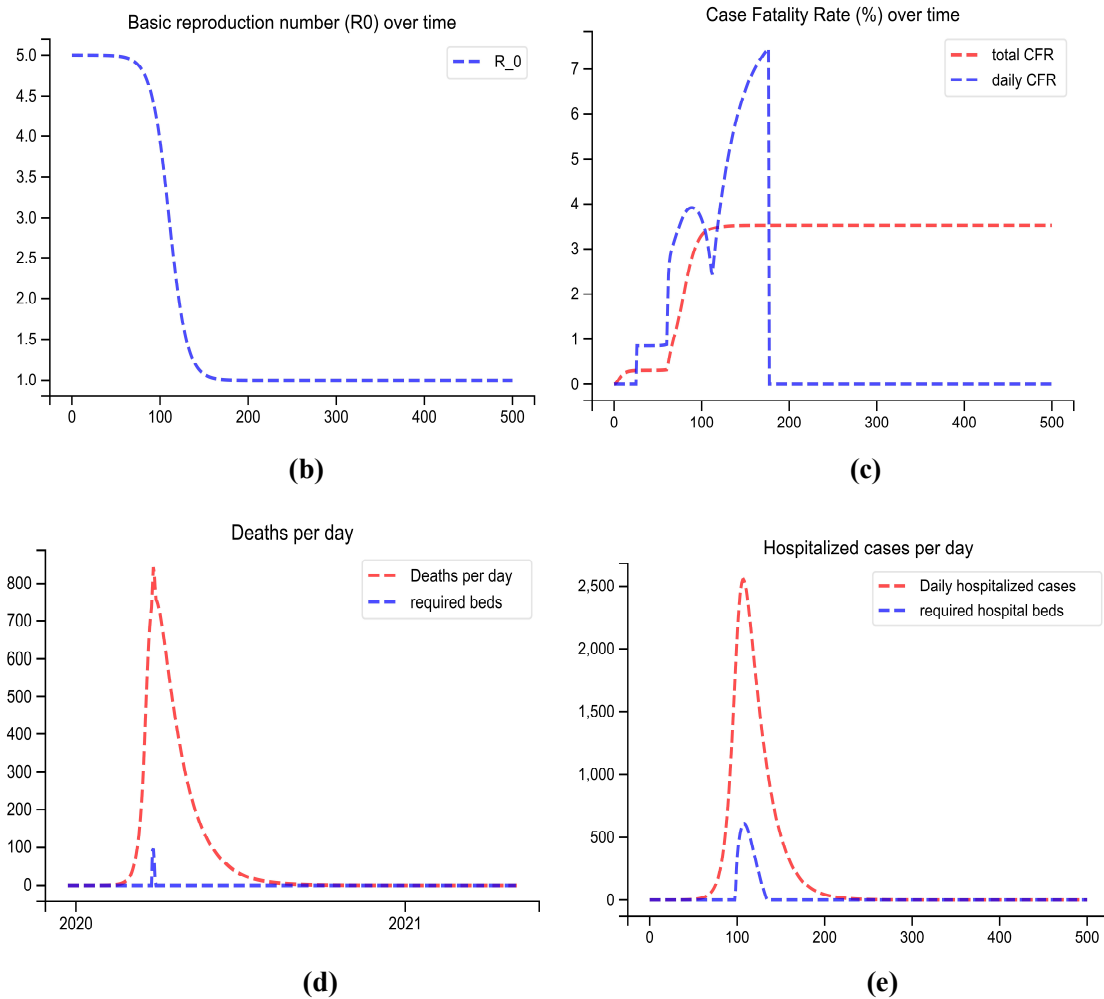 Basic reproduction number (R0) over time
5.0
4.5
4.0
3.5
3.0
2.5
2.0
1.5
1.0
R_0
0 100 200 300 400 500
(b)
Case Fatality Rate (%) over time
7
6
5
4
3
2
1
0
total CFR
daily CFR
0 100 200 300 400 500
(c)
Deaths per day
800
700
600
500
400
300
200
100
0
Deaths per day
required beds
2020 2021
(d)
Hospitalized cases per day
2,500
2,000
1,500
1,000
500
0
Daily hospitalized cases
required hospital beds
0 100 200 300 400 500
(e)